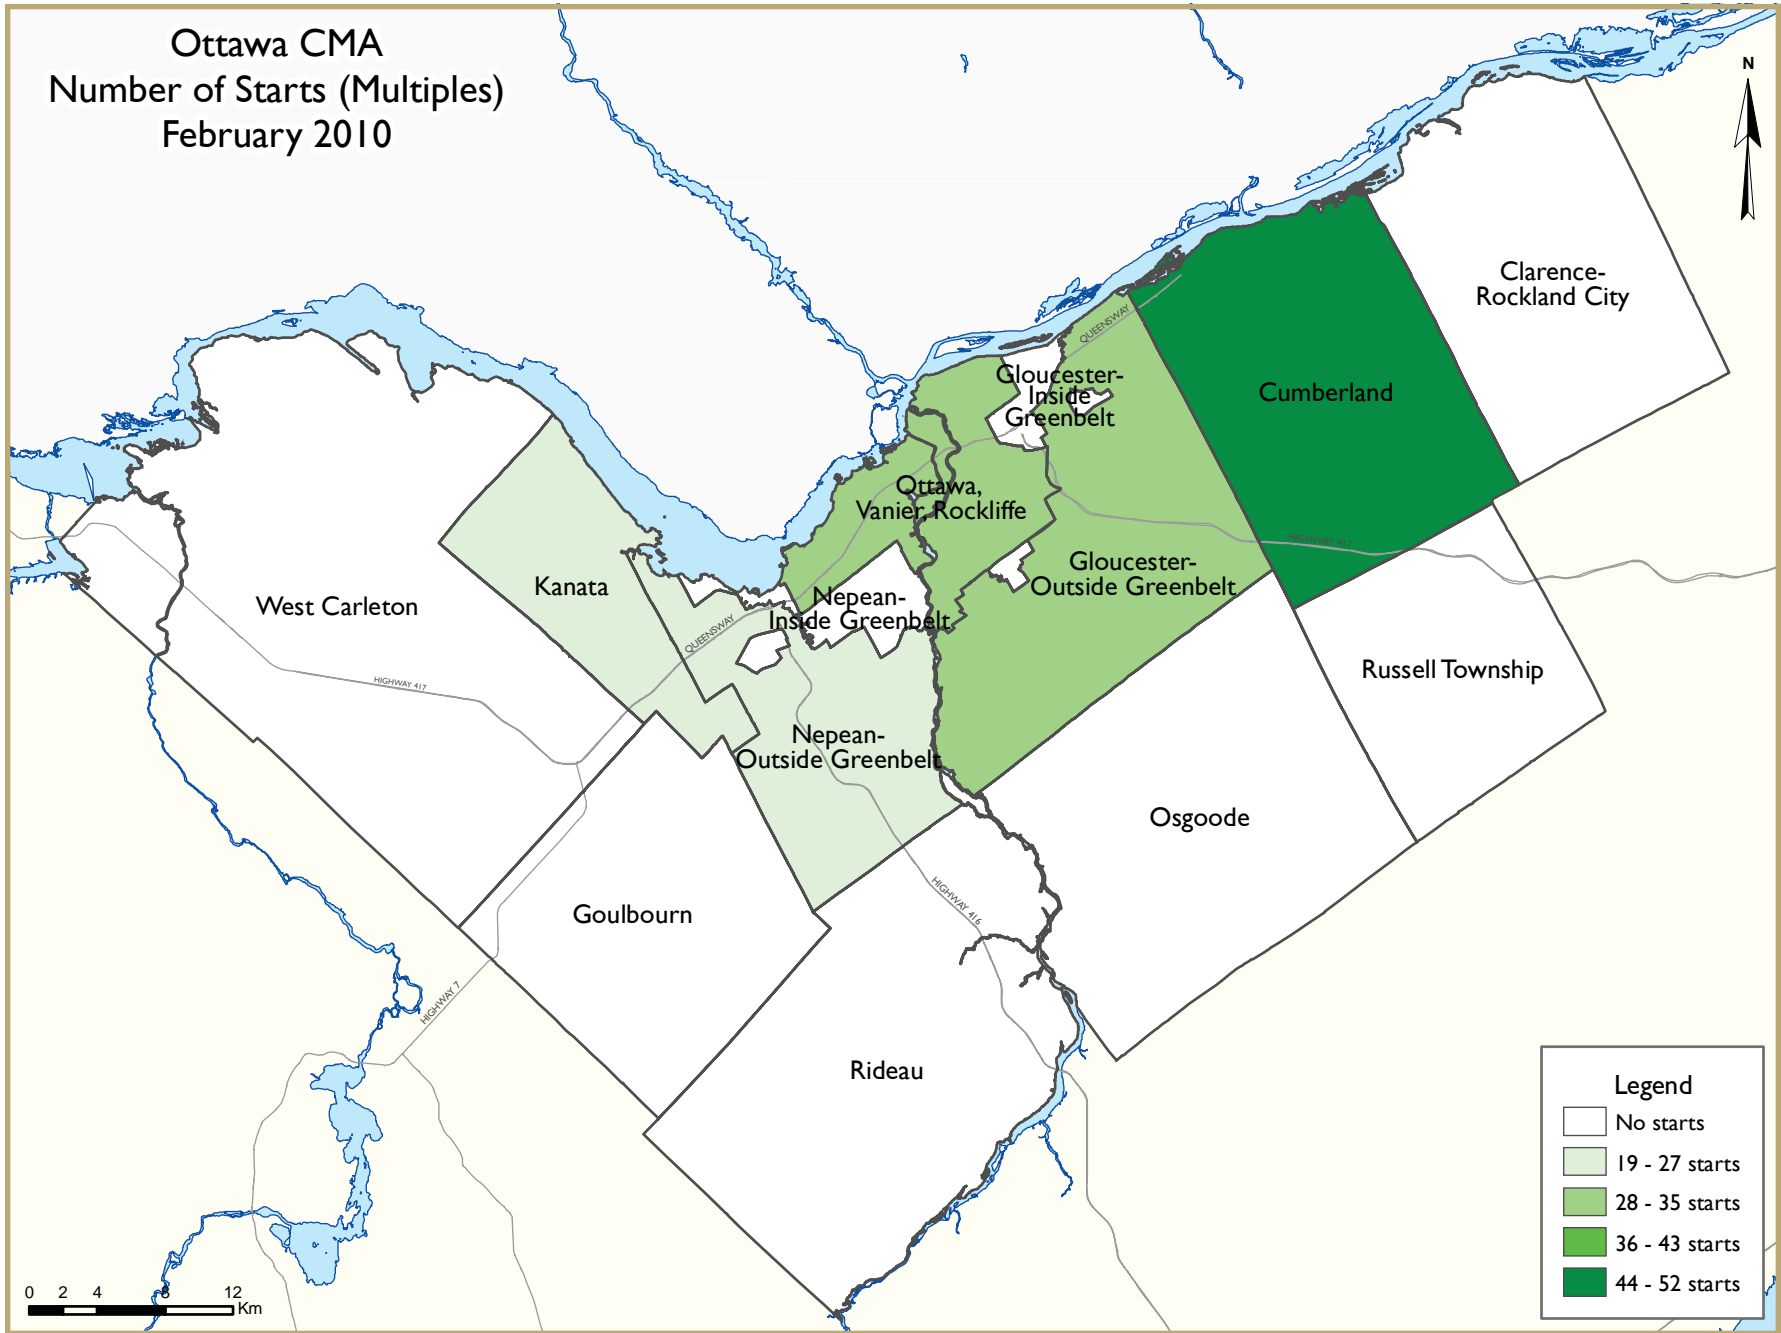 Ottawa CMA
Number of Starts (Multiples)
February 2010
N
Clarence-
Rockland City
QUEENSWAY
Gloucester-
Inside
Greenbelt
Cumberland
Ottawa,
Vanier, Rockliffe
HIGHWAY 417
Gloucester-
Outside Greenbelt
Kanata
West Carleton
Nepean-
Inside Greenbelt
QUEENSWAY
Russell Township
HIGHWAY 417
Nepean-
Outside Greenbelt
Osgoode
HIGHWAY 416
Goulbourn
HIGHWAY 7
Rideau
Legend
No starts
19 - 27 starts
28 - 35 starts
36 - 43 starts
44 - 52 starts
0 2 4 8 12
Km